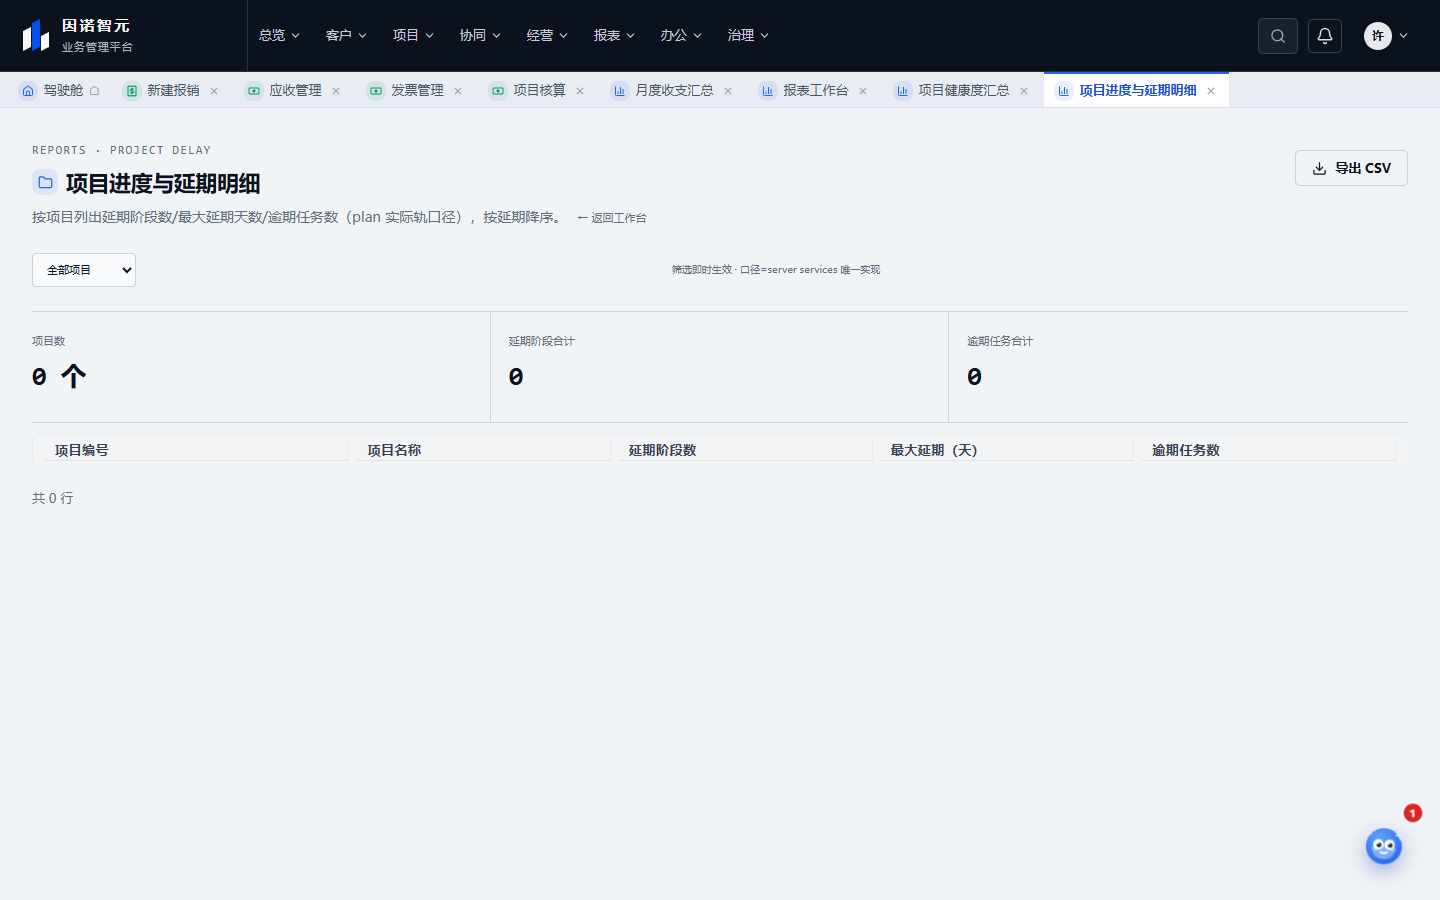 因诺智元
业务管理平台
总览 客户 项目 协同 经营 报表 办公 治理
许
驾驶舱 新建报销 应收管理 发票管理 项目核算 月度收支汇总 报表工作台 项目健康度汇总 项目进度与延期明细
REPORTS · PROJECT DELAY
项目进度与延期明细
导出 CSV
按项目列出延期阶段数/最大延期天数/逾期任务数（plan 实际轨口径），按延期降序。 ← 返回工作台
全部项目
筛选即时生效 · 口径=server services 唯一实现
项目数 延期阶段合计 逾期任务合计
0 个 0 0
项目编号 项目名称 延期阶段数 最大延期（天） 逾期任务数
共 0 行
1